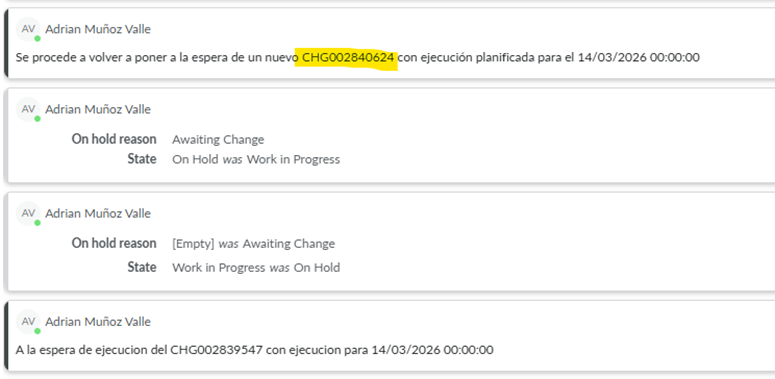 AV Adrian Muñoz Valle
Se procede a volver a poner a la espera de un nuevo CHG002840624 con ejecución planificada para el 14/03/2026 00:00:00
AV Adrian Muñoz Valle
On hold reason Awaiting Change
State On Hold was Work in Progress
AV Adrian Muñoz Valle
On hold reason [Empty] was Awaiting Change
State Work in Progress was On Hold
AV Adrian Muñoz Valle
A la espera de ejecucion del CHG002839547 con ejecucion para 14/03/2026 00:00:00